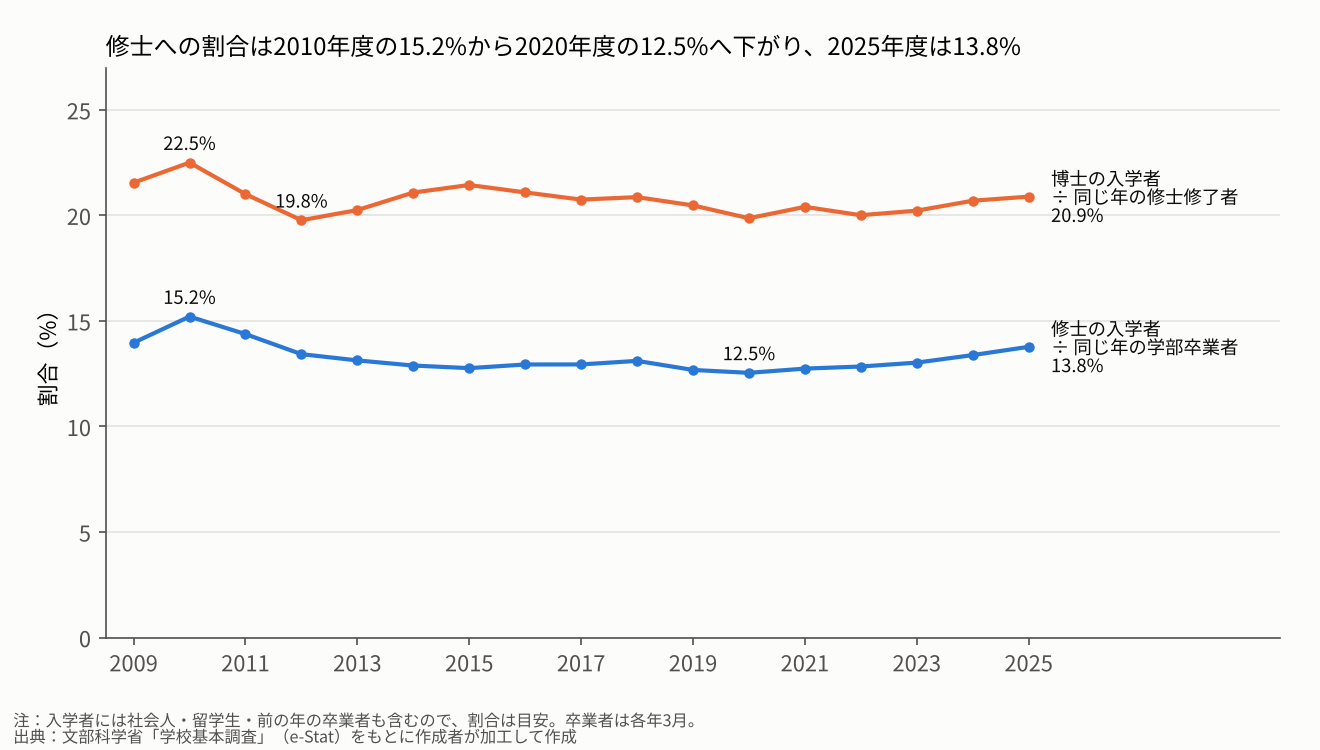 修士への割合は2010年度の15.2%から2020年度の12.5%へ下がり、2025年度は13.8%
割合（%）
25
20
15
10
5
0
22.5%
19.8%
15.2%
12.5%
博士の入学者
÷ 同じ年の修士修了者
20.9%
修士の入学者
÷ 同じ年の学部卒業者
13.8%
2009
2011
2013
2015
2017
2019
2021
2023
2025
注：入学者には社会人・留学生・前の年の卒業者も含むので、割合は目安。卒業者は各年3月。
出典：文部科学省「学校基本調査」（e-Stat）をもとに作成者が加工して作成